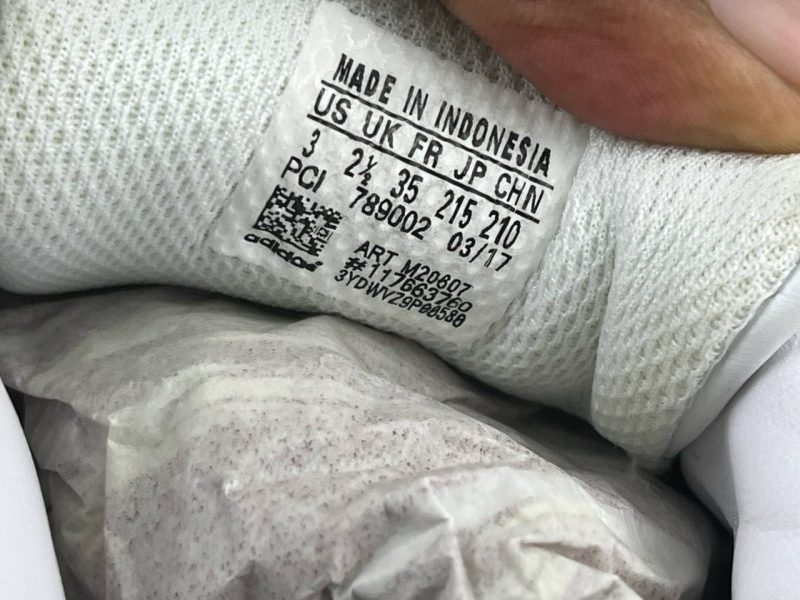 MADE IN INDONESIA
US UK FR JP CHN
3 2½ 35 215 210
PCI 789002 03/17
ART M20607
#117663760
3YDWVZ9P00580
adidas